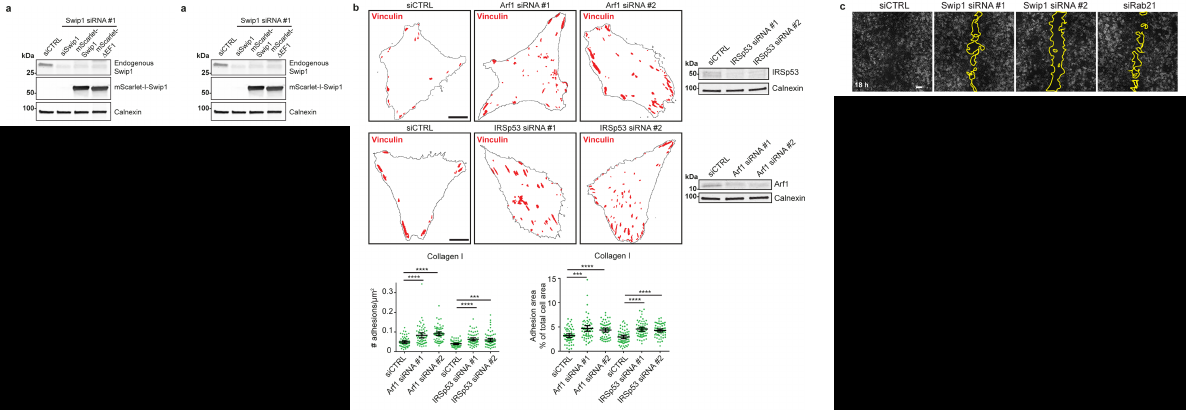 a
Swip1 siRNA #1
siCTRL
siSwip1
mScarlet-
Swip1
mScarlet-
ΔEF1
kDa
25
Endogenous
Swip1
50
mScarlet-I-Swip1
100
Calnexin
a
Swip1 siRNA #1
siCTRL
siSwip1
mScarlet-
Swip1
mScarlet-
ΔEF1
kDa
25
Endogenous
Swip1
50
mScarlet-I-Swip1
100
Calnexin
b
siCTRL
Arf1 siRNA #1
Arf1 siRNA #2
Vinculin
Vinculin
Vinculin
siCTRL
IRSp53 siRNA #1
IRSp53 siRNA #2
kDa
50
IRSp53
100
Calnexin
siCTRL
IRSp53 siRNA #1
IRSp53 siRNA #2
Vinculin
Vinculin
Vinculin
siCTRL
Arf1 siRNA #1
Arf1 siRNA #2
kDa
10
Arf1
100
Calnexin
Collagen I
# adhesions/µm²
0.3
0.2
0.1
0
****
****
****
***
siCTRL
Arf1 siRNA #1
Arf1 siRNA #2
siCTRL
IRSp53 siRNA #1
IRSp53 siRNA #2
Collagen I
Adhesion area
% of total cell area
15
10
5
0
****
***
****
****
siCTRL
Arf1 siRNA #1
Arf1 siRNA #2
siCTRL
IRSp53 siRNA #1
IRSp53 siRNA #2
c
siCTRL
Swip1 siRNA #1
Swip1 siRNA #2
siRab21
18 h